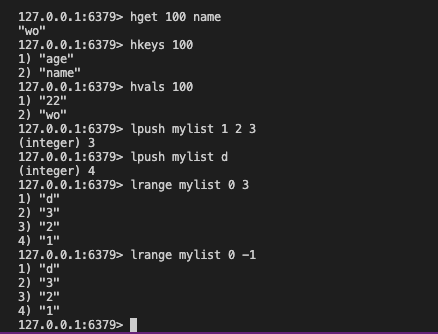 127.0.0.1:6379> hget 100 name
"wo"
127.0.0.1:6379> hkeys 100
1) "age"
2) "name"
127.0.0.1:6379> hvals 100
1) "22"
2) "wo"
127.0.0.1:6379> lpush mylist 1 2 3
(integer) 3
127.0.0.1:6379> lpush mylist d
(integer) 4
127.0.0.1:6379> lrange mylist 0 3
1) "d"
2) "3"
3) "2"
4) "1"
127.0.0.1:6379> lrange mylist 0 -1
1) "d"
2) "3"
3) "2"
4) "1"
127.0.0.1:6379>